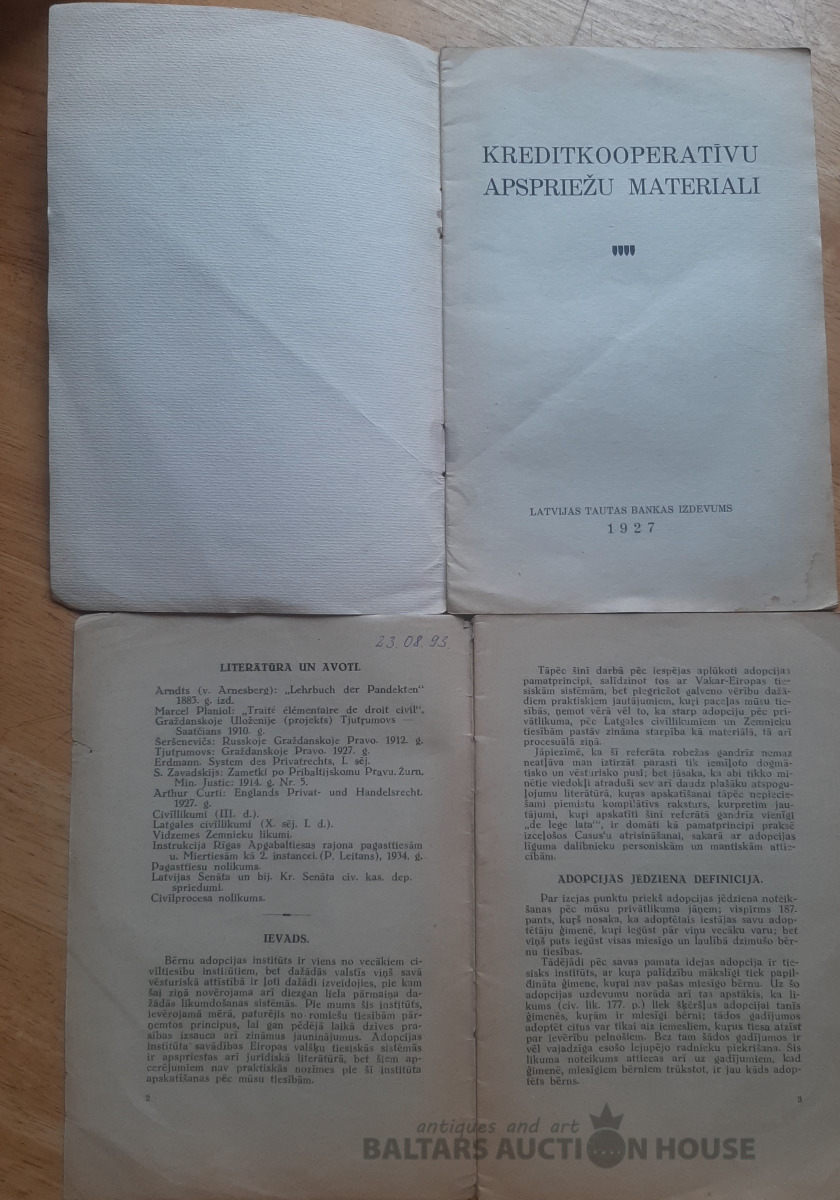 KREDITKOOPERATĪVU
APSPRIEŽU MATERIALI
LATVIJAS TAUTAS BANKAS IZDEVUMS
1927
23.08.93.
LITERATŪRA UN AVOTI.
Arndts (v. Arnesberg): „Lehrbuch der Pandekten“
1883. g. izd.
Marcel Planiol: „Traité élémentaire de droit civil“,
Graždanskoje Uloženije (projekts) Tjutrumovs —
Saatčians 1910. g.
Šeršenevičs: Russkoje Graždanskoje Pravo. 1912. g.
Tjutŗumovs: Graždanskoje Pravo. 1927. g.
Erdmann. System des Privatrechts, I. sēj.
S. Zavadskijs: Zametki po Pribaltijskomu Pravu. Žurn.
Min. Justic: 1914. g. Nr. 5.
Arthur Curti: Englands Privat- und Handelsrecht.
1927. g.
Civillikumi (III. d.).
Latgales civillikumi (X. sēj. I. d.).
Vidzemes Zemnieku likumi.
Instrukcija Rīgas Apgabaltiesas rajona pagasttiesām
u. Miertiesām kā 2. instancei (P. Leitans), 1934. g.
Pagasttiesu nolikums.
Latvijas Senāta un bij. Kr. Senāta civ. kas. dep.
spriedumi.
Civilprocesa nolikums.
IEVADS.
Bērnu adopcijas institūts ir viens no vecākiem ci-
viltiesību institūtiem, bet dažādās valstīs viņš savā
vēsturiskā attīstībā ir ļoti dažādi izveidojies, pie kam
šai ziņā novērojama arī diezgan liela pārmaiņa da-
žādās likumdošanas sistēmās. Pie mums šis institūts,
ievērojamā mērā, paturējis no romiešu tiesībām pār-
ņemtos principus, lai gan pēdējā laikā dzīves pra-
sības izsauca arī zināmus jauninājumus. Adopcijas
institūta savādības Eiropas valšķu tiesiskās sistēmās
ir apspriestas arī juridiskā literatūrā, bet šiem ap-
cerējumiem nav praktiskās nozīmes pie šī institūta
apskatīšanas pēc mūsu tiesībām.
2
Tāpēc šinī darbā pēc iespējas aplūkoti adopcijas
pamatprincipi, salīdzinot tos ar Vakar-Eiropas tie-
siskām sistēmām, bet piegriežot galveno vērību dažā-
diem praktiskiem jautājumiem, kuŗi paceļas mūsu tie-
sībās, ņemot vērā vēl to, ka starp adopciju pēc pri-
vātlikuma, pēc Latgales civillikumiem un Zemnieku
tiesībām pastāv zināma starpība kā materiālā, tā arī
procesuālā ziņā.
Jāpiezīmē, ka šī referāta robežas gandrīz nemaz
neatļāva man iztirzāt parasti tik iemīļoto dogmā-
tisko un vēsturisko pusi; bet jāsaka, ka abi tikko mi-
nētie viedokļi atraduši sev arī daudz plašāku atspogu-
ļojumu literātūrā, kuŗas apskatīšanai tāpēc nepiecie-
šami piemistu kompilātīvs raksturs, kurpretim jau-
tājumi, kuŗi apskatīti šinī referātā gandrīz vienīgi
„de lege lata“, ir domāti kā pamatprincipi praksē
izceļošos Casus'u atrisināšanai, sakarā ar adopcijas
līguma dalībnieku personiskām un mantiskām attie-
cībām.
ADOPCIJAS JĒDZIENA DEFINICIJA.
Par izejas punktu priekš adopcijas jēdziena noteik-
šanas pēc mūsu privātlikuma jāņem; vispirms 187.
pants, kuŗš nosaka, ka adoptētais iestājas savu adop-
tētāju ģimenē, kuŗi iegūst pār viņu vecāku varu; bet
viņš pats iegūst visas miesīgo un laulībā dzimušo bēr-
nu tiesības.
Tādējādi pēc savas pamata idejas adopcija ir tie-
sisks institūts, ar kuŗa palīdzību mākslīgi tiek papil-
dināta ģimene, kuŗai nav pašas miesīgo bērnu. Uz šo
adopcijas uzdevumu norāda arī tas apstāklis, ka li-
kums (civ. lik. 177. p.) liek šķēršļus adopcijai tanīs
ģimenēs, kuŗām ir miesīgi bērni; tādos gadījumos
adoptēt citus var tikai aiz iemesliem, kuŗus tiesa atzīst
par ievērību pelnošiem. Bez tam šādos gadījumos ir
vēl vajadzīga esošo lejupējo radnieku piekrišana. Šis
likuma noteikums attiecas arī uz gadījumiem, kad
ģimenē, miesīgiem bērniem trūkstot, ir jau kāds adop-
tēts bērns.
3
antiques and art
BALTARS AUCTION HOUSE